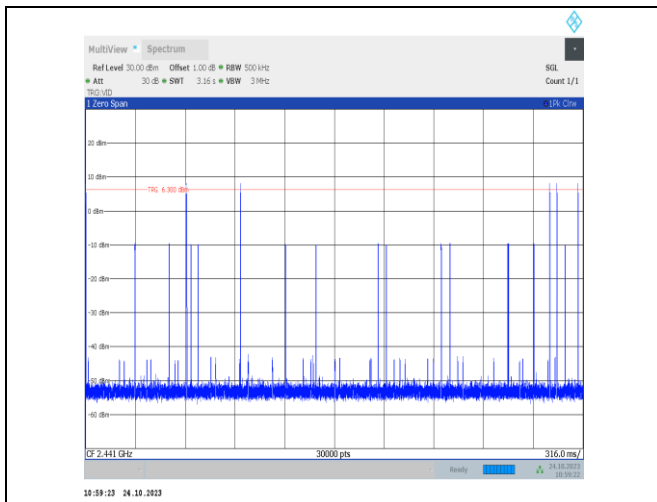 MultiView Spectrum
Ref Level 30.00 dBm Offset 1.00 dB RBW 500 kHz SGL
Att 30 dB SWT 3.16 s VBW 3 MHz Count 1/1
TRG:VID
1 Zero Span 1Pk Clrw
20 dBm
10 dBm
TRG 6.300 dBm
0 dBm
-10 dBm
-20 dBm
-30 dBm
-40 dBm
-50 dBm
-60 dBm
CF 2.441 GHz 30000 pts 316.0 ms/
Ready 24.10.2023
10:59:22
10:59:23 24.10.2023